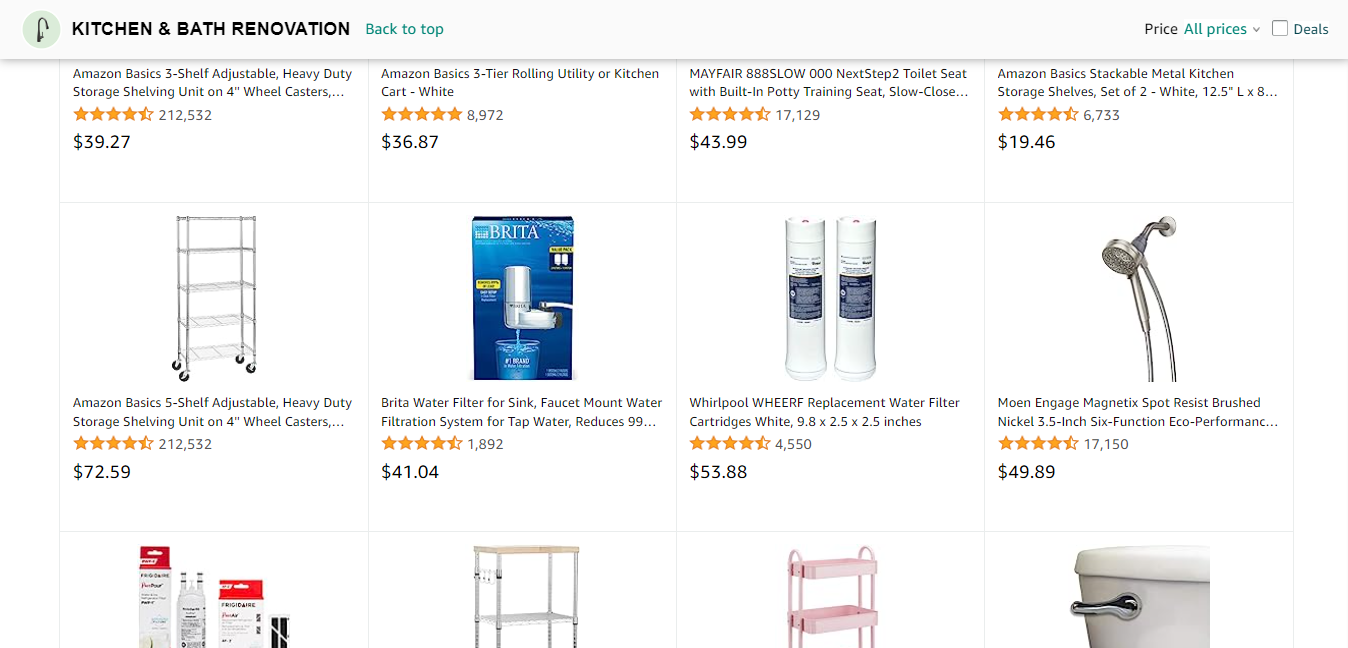 KITCHEN & BATH RENOVATION Back to top
Price All prices Deals
Amazon Basics 3-Shelf Adjustable, Heavy Duty
Storage Shelving Unit on 4'' Wheel Casters,...
212,532
$39.27
Amazon Basics 3-Tier Rolling Utility or Kitchen
Cart - White
8,972
$36.87
MAYFAIR 888SLOW 000 NextStep2 Toilet Seat
with Built-In Potty Training Seat, Slow-Close...
17,129
$43.99
Amazon Basics Stackable Metal Kitchen
Storage Shelves, Set of 2 - White, 12.5" L x 8...
6,733
$19.46
Amazon Basics 5-Shelf Adjustable, Heavy Duty
Storage Shelving Unit on 4'' Wheel Casters,...
212,532
$72.59
BRITA
VALUE PACK
#1 BRAND
Brita Water Filter for Sink, Faucet Mount Water
Filtration System for Tap Water, Reduces 99...
1,892
$41.04
Whirlpool WHEERF Replacement Water Filter
Cartridges White, 9.8 x 2.5 x 2.5 inches
4,550
$53.88
Moen Engage Magnetix Spot Resist Brushed
Nickel 3.5-Inch Six-Function Eco-Performanc...
17,150
$49.89
FRIGIDAIRE
PurePour
FRIGIDAIRE
PureAir